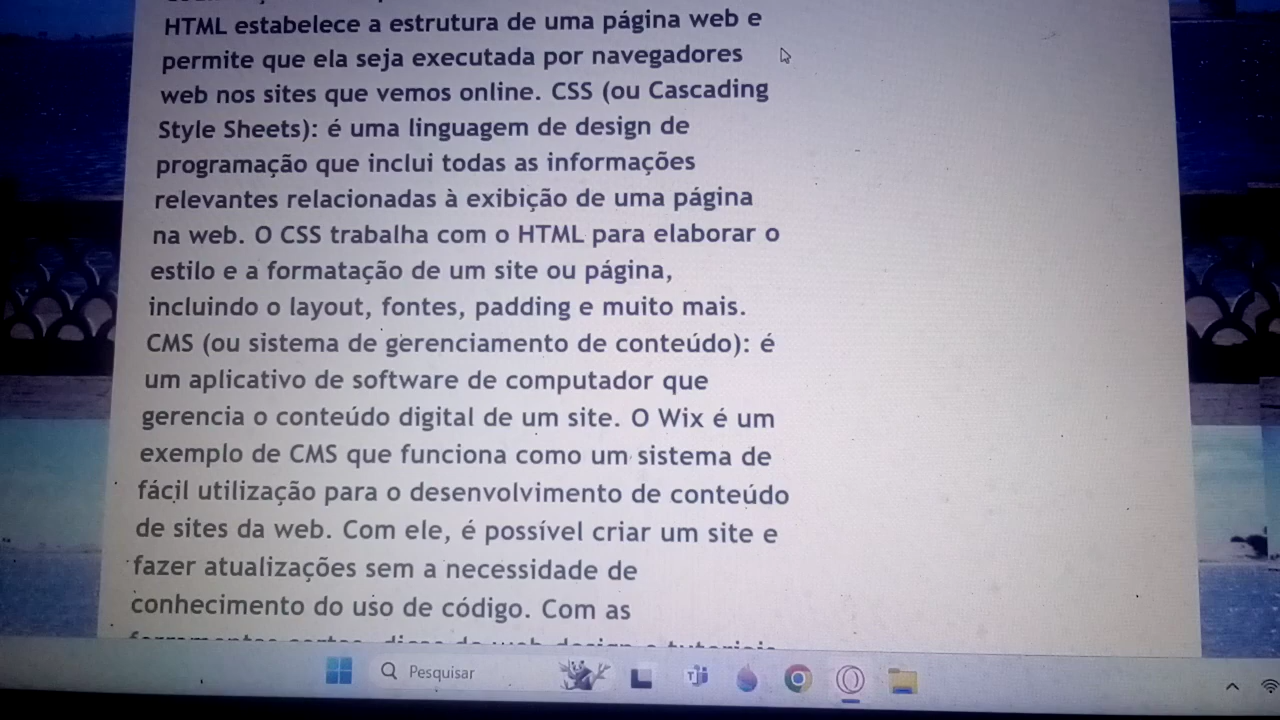 HTML estabelece a estrutura de uma página web e
permite que ela seja executada por navegadores
web nos sites que vemos online. CSS (ou Cascading
Style Sheets): é uma linguagem de design de
programação que inclui todas as informações
relevantes relacionadas à exibição de uma página
na web. O CSS trabalha com o HTML para elaborar o
estilo e a formatação de um site ou página,
incluindo o layout, fontes, padding e muito mais.
CMS (ou sistema de gerenciamento de conteúdo): é
um aplicativo de software de computador que
gerencia o conteúdo digital de um site. O Wix é um
exemplo de CMS que funciona como um sistema de
fácil utilização para o desenvolvimento de conteúdo
de sites da web. Com ele, é possível criar um site e
fazer atualizações sem a necessidade de
conhecimento do uso de código. Com as
Pesquisar